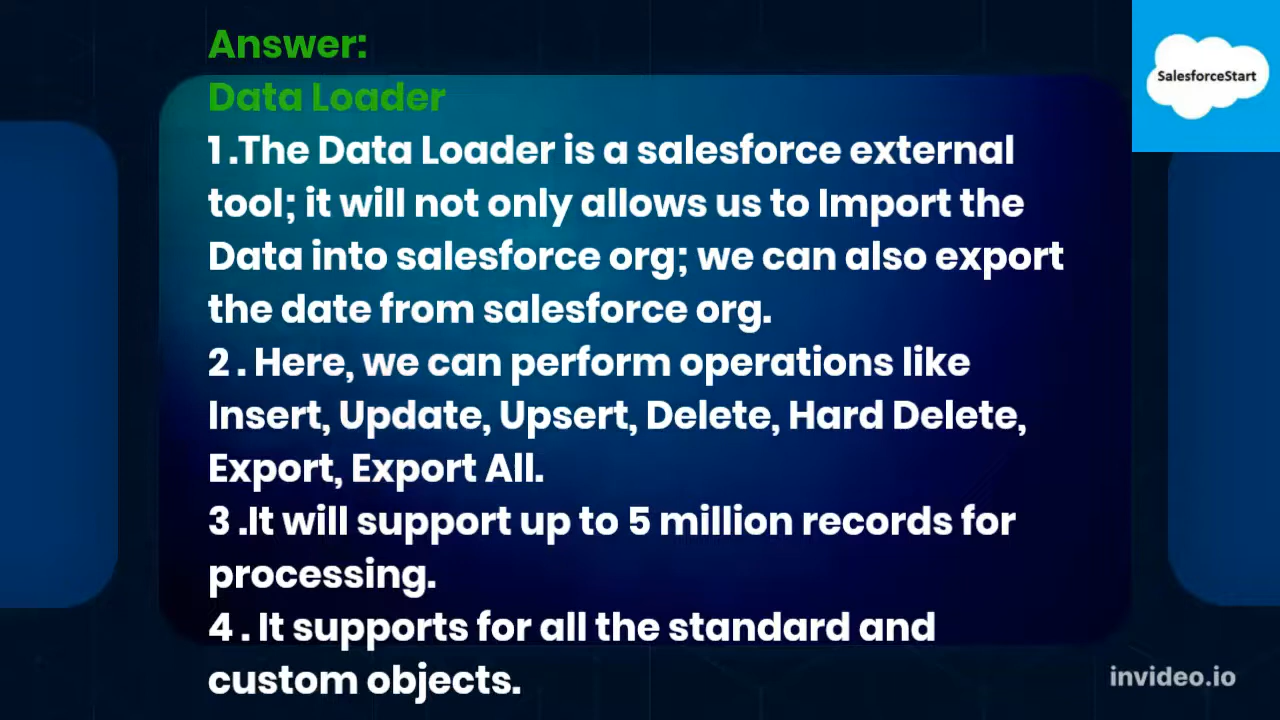 Answer:
Data Loader
1 .The Data Loader is a salesforce external
tool; it will not only allows us to Import the
Data into salesforce org; we can also export
the date from salesforce org.
2 . Here, we can perform operations like
Insert, Update, Upsert, Delete, Hard Delete,
Export, Export All.
3 .It will support up to 5 million records for
processing.
4 . It supports for all the standard and
custom objects.
SalesforceStart
invideo.io